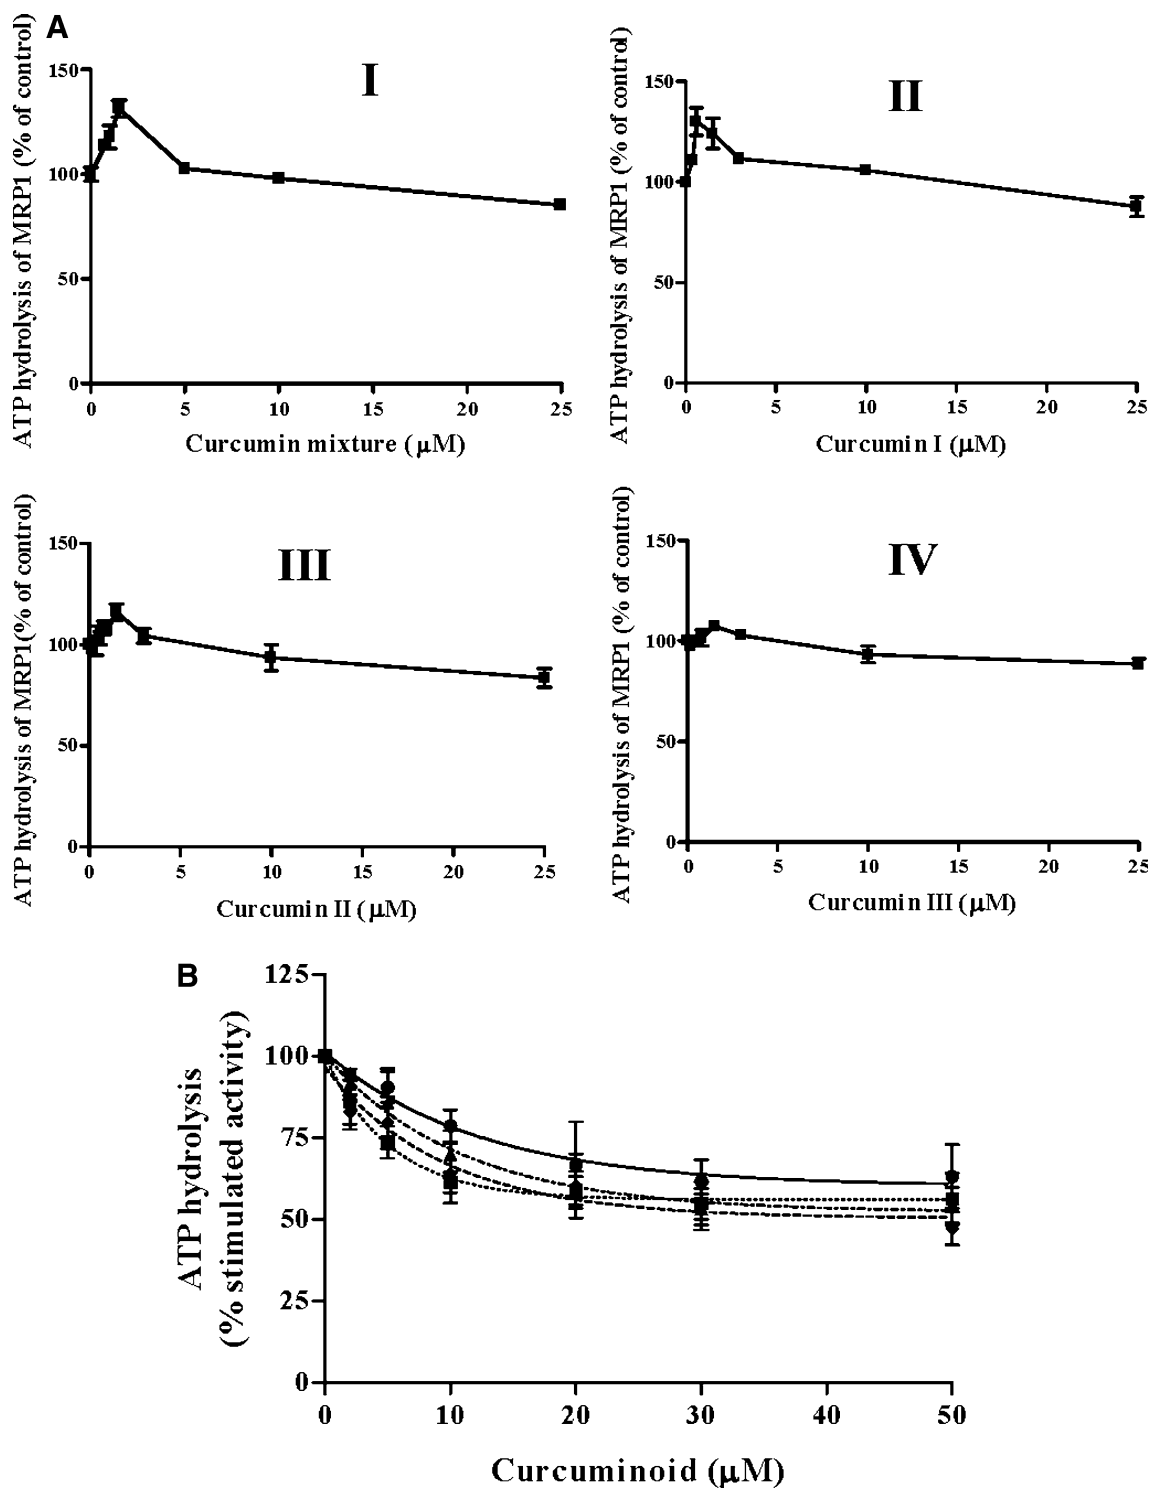 A
ATP hydrolysis of MRP1 (% of control)
150
100
50
0
I
0 5 10 15 20 25
Curcumin mixture (μM)
ATP hydrolysis of MRP1 (% of control)
150
100
50
0
II
0 5 10 15 20 25
Curcumin I (μM)
ATP hydrolysis of MRP1(% of control)
150
100
50
0
III
0 5 10 15 20 25
Curcumin II (μM)
ATP hydrolysis of MRP1 (% of control)
150
100
50
0
IV
0 5 10 15 20 25
Curcumin III (μM)
B
ATP hydrolysis
(% stimulated activity)
125
100
75
50
25
0
0 10 20 30 40 50
Curcuminoid (μM)